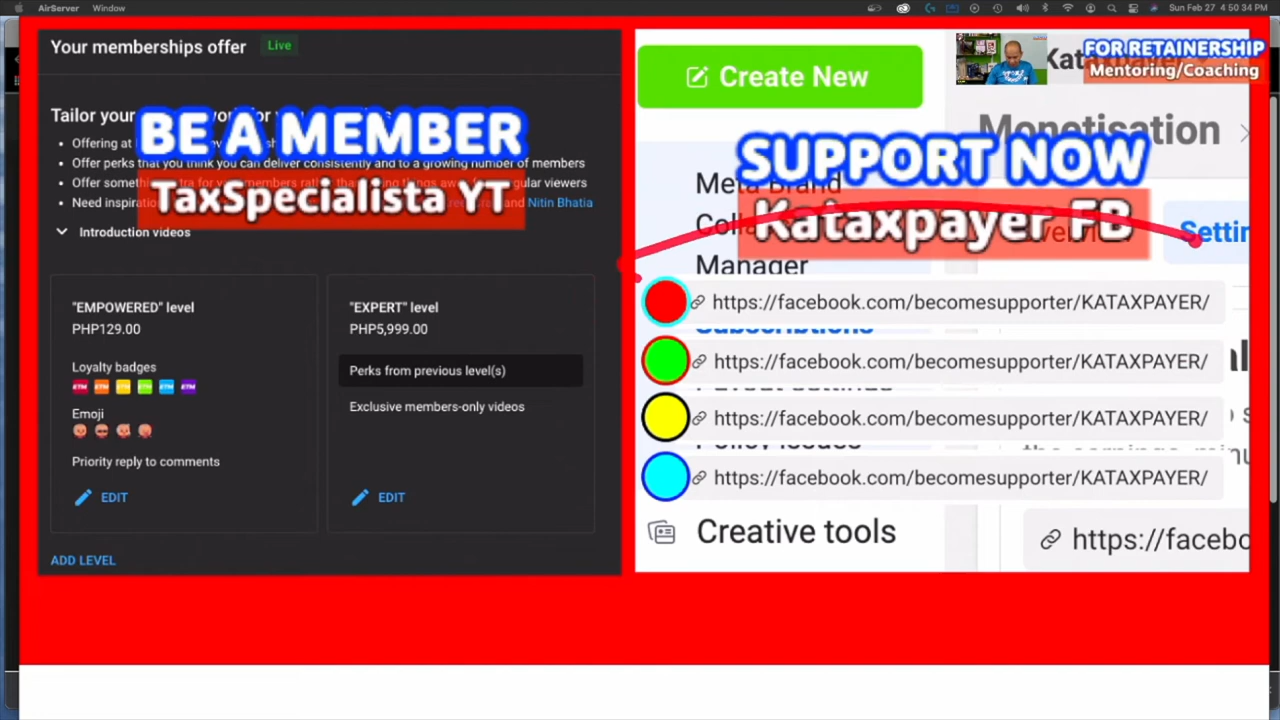 AirServer Window Sun Feb 27 4:50:34 PM
Your memberships offer Live
Tailor your
BE A MEMBER
Offering at
Offer perks that you think you can deliver consistently and to a growing number of members
Offer
Need
and Nitin Bhatia
TaxSpecialista YT
Introduction videos
"EMPOWERED" level
PHP129.00
Loyalty badges
Emoji
Priority reply to comments
EDIT
"EXPERT" level
PHP5,999.00
Perks from previous level(s)
Exclusive members-only videos
EDIT
ADD LEVEL
Create New
FOR RETAINERSHIP
Mentoring/Coaching
Monetisation
SUPPORT NOW
Meta Brand
Kataxpayer FB
Manager
https://facebook.com/becomesupporter/KATAXPAYER/
Subscriptions
https://facebook.com/becomesupporter/KATAXPAYER/
https://facebook.com/becomesupporter/KATAXPAYER/
https://facebook.com/becomesupporter/KATAXPAYER/
Creative tools
https://facebo